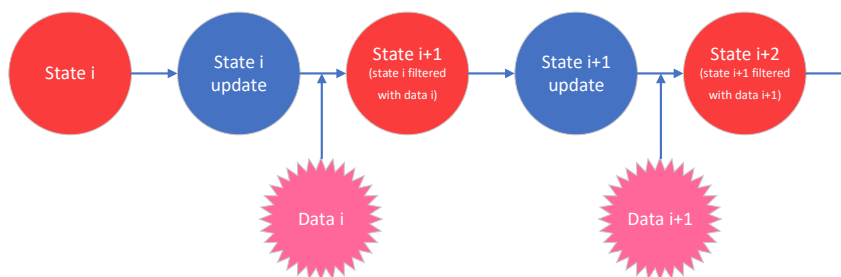 State i
State i
update
State i+1
(state i filtered
with data i)
State i+1
update
State i+2
(state i+1 filtered
with data i+1)
Data i
Data i+1